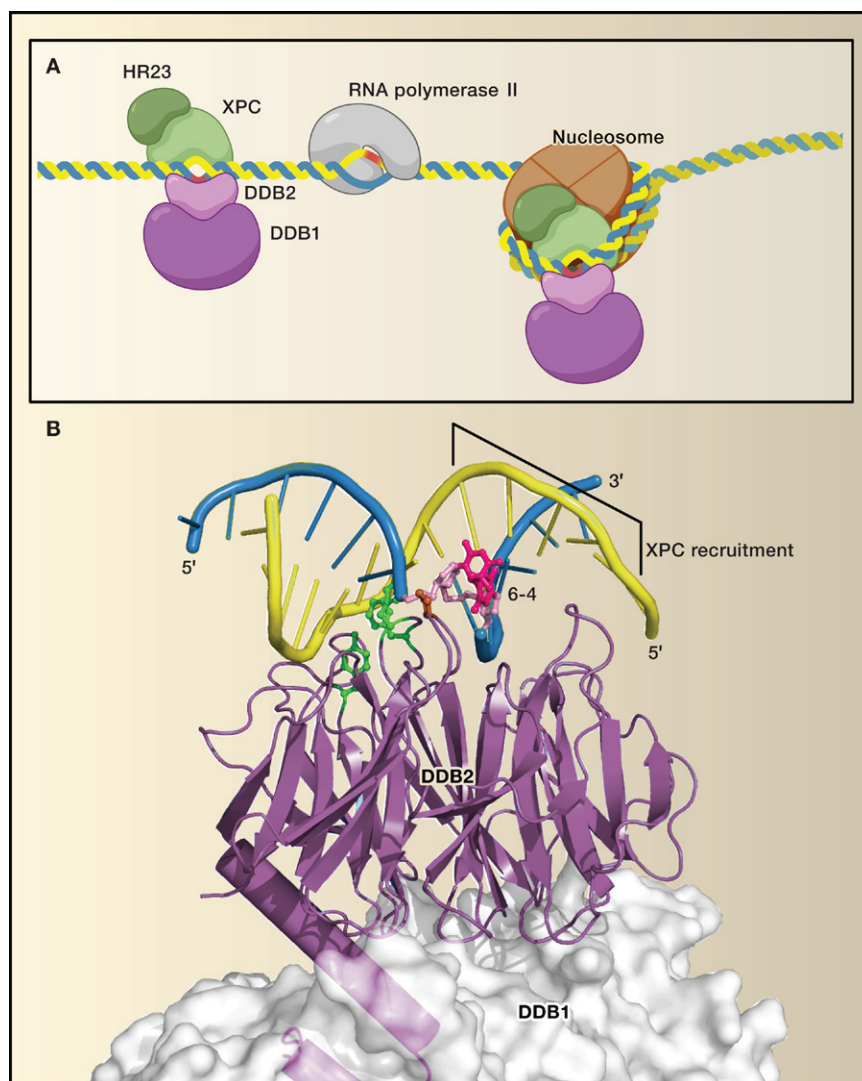 A
HR23
XPC
RNA polymerase II
Nucleosome
DDB2
DDB1
B
3'
XPC recruitment
5'
6-4
5'
DDB2
DDB1